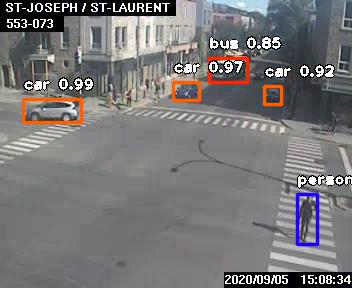 ST-JOSEPH / ST-LAURENT
553-073
bus 0.85
car 0.97
car 0.92
car 0.99
person
2020/09/05 15:08:34